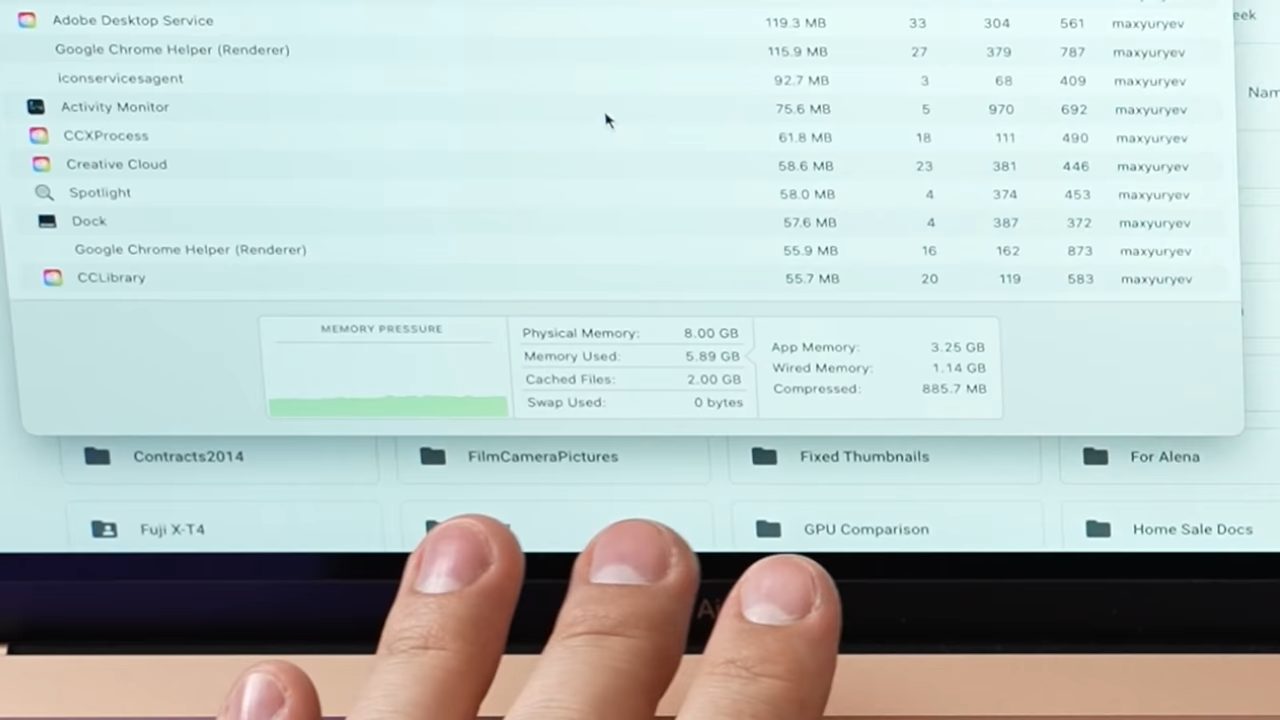 eek
Adobe Desktop Service 119.3 MB 33 304 561 maxyuryev
Google Chrome Helper (Renderer) 115.9 MB 27 379 787 maxyuryev
iconservicesagent 92.7 MB 3 68 409 maxyuryev
Nam
Activity Monitor 75.6 MB 5 970 692 maxyuryev
CCXProcess 61.8 MB 18 111 490 maxyuryev
Creative Cloud 58.6 MB 23 381 446 maxyuryev
Spotlight 58.0 MB 4 374 453 maxyuryev
Dock 57.6 MB 4 387 372 maxyuryev
Google Chrome Helper (Renderer) 55.9 MB 16 162 873 maxyuryev
CCLibrary 55.7 MB 20 119 583 maxyuryev
MEMORY PRESSURE
Physical Memory: 8.00 GB
Memory Used: 5.89 GB
Cached Files: 2.00 GB
Swap Used: 0 bytes
App Memory: 3.25 GB
Wired Memory: 1.14 GB
Compressed: 885.7 MB
Contracts2014 FilmCameraPictures Fixed Thumbnails For Alena
Fuji X-T4 GPU Comparison Home Sale Docs